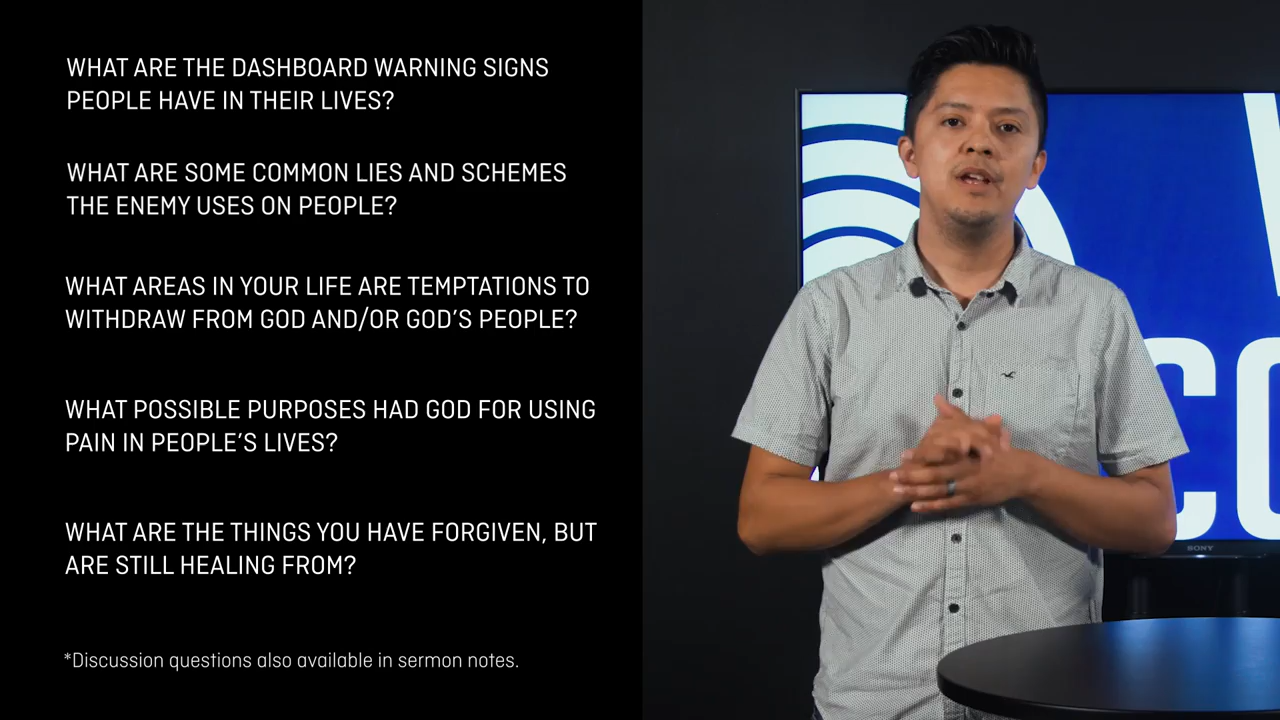 WHAT ARE THE DASHBOARD WARNING SIGNS
PEOPLE HAVE IN THEIR LIVES?
WHAT ARE SOME COMMON LIES AND SCHEMES
THE ENEMY USES ON PEOPLE?
WHAT AREAS IN YOUR LIFE ARE TEMPTATIONS TO
WITHDRAW FROM GOD AND/OR GOD'S PEOPLE?
WHAT POSSIBLE PURPOSES HAD GOD FOR USING
PAIN IN PEOPLE'S LIVES?
WHAT ARE THE THINGS YOU HAVE FORGIVEN, BUT
ARE STILL HEALING FROM?
*Discussion questions also available in sermon notes.
CO
SONY